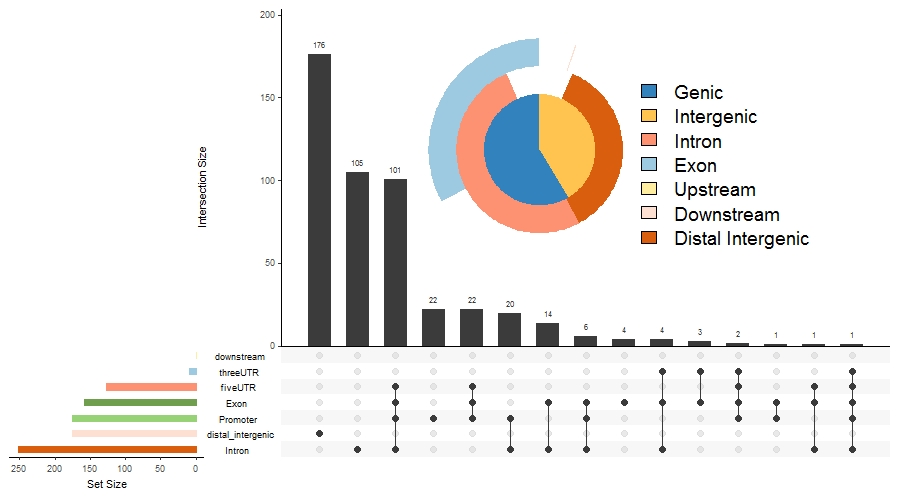 200
150
100
50
0
Intersection Size
176
105
101
22
22
20
14
6
4
4
3
2
1
1
1
Genic
Intergenic
Intron
Exon
Upstream
Downstream
Distal Intergenic
downstream
threeUTR
fiveUTR
Exon
Promoter
distal_intergenic
Intron
250 200 150 100 50 0
Set Size